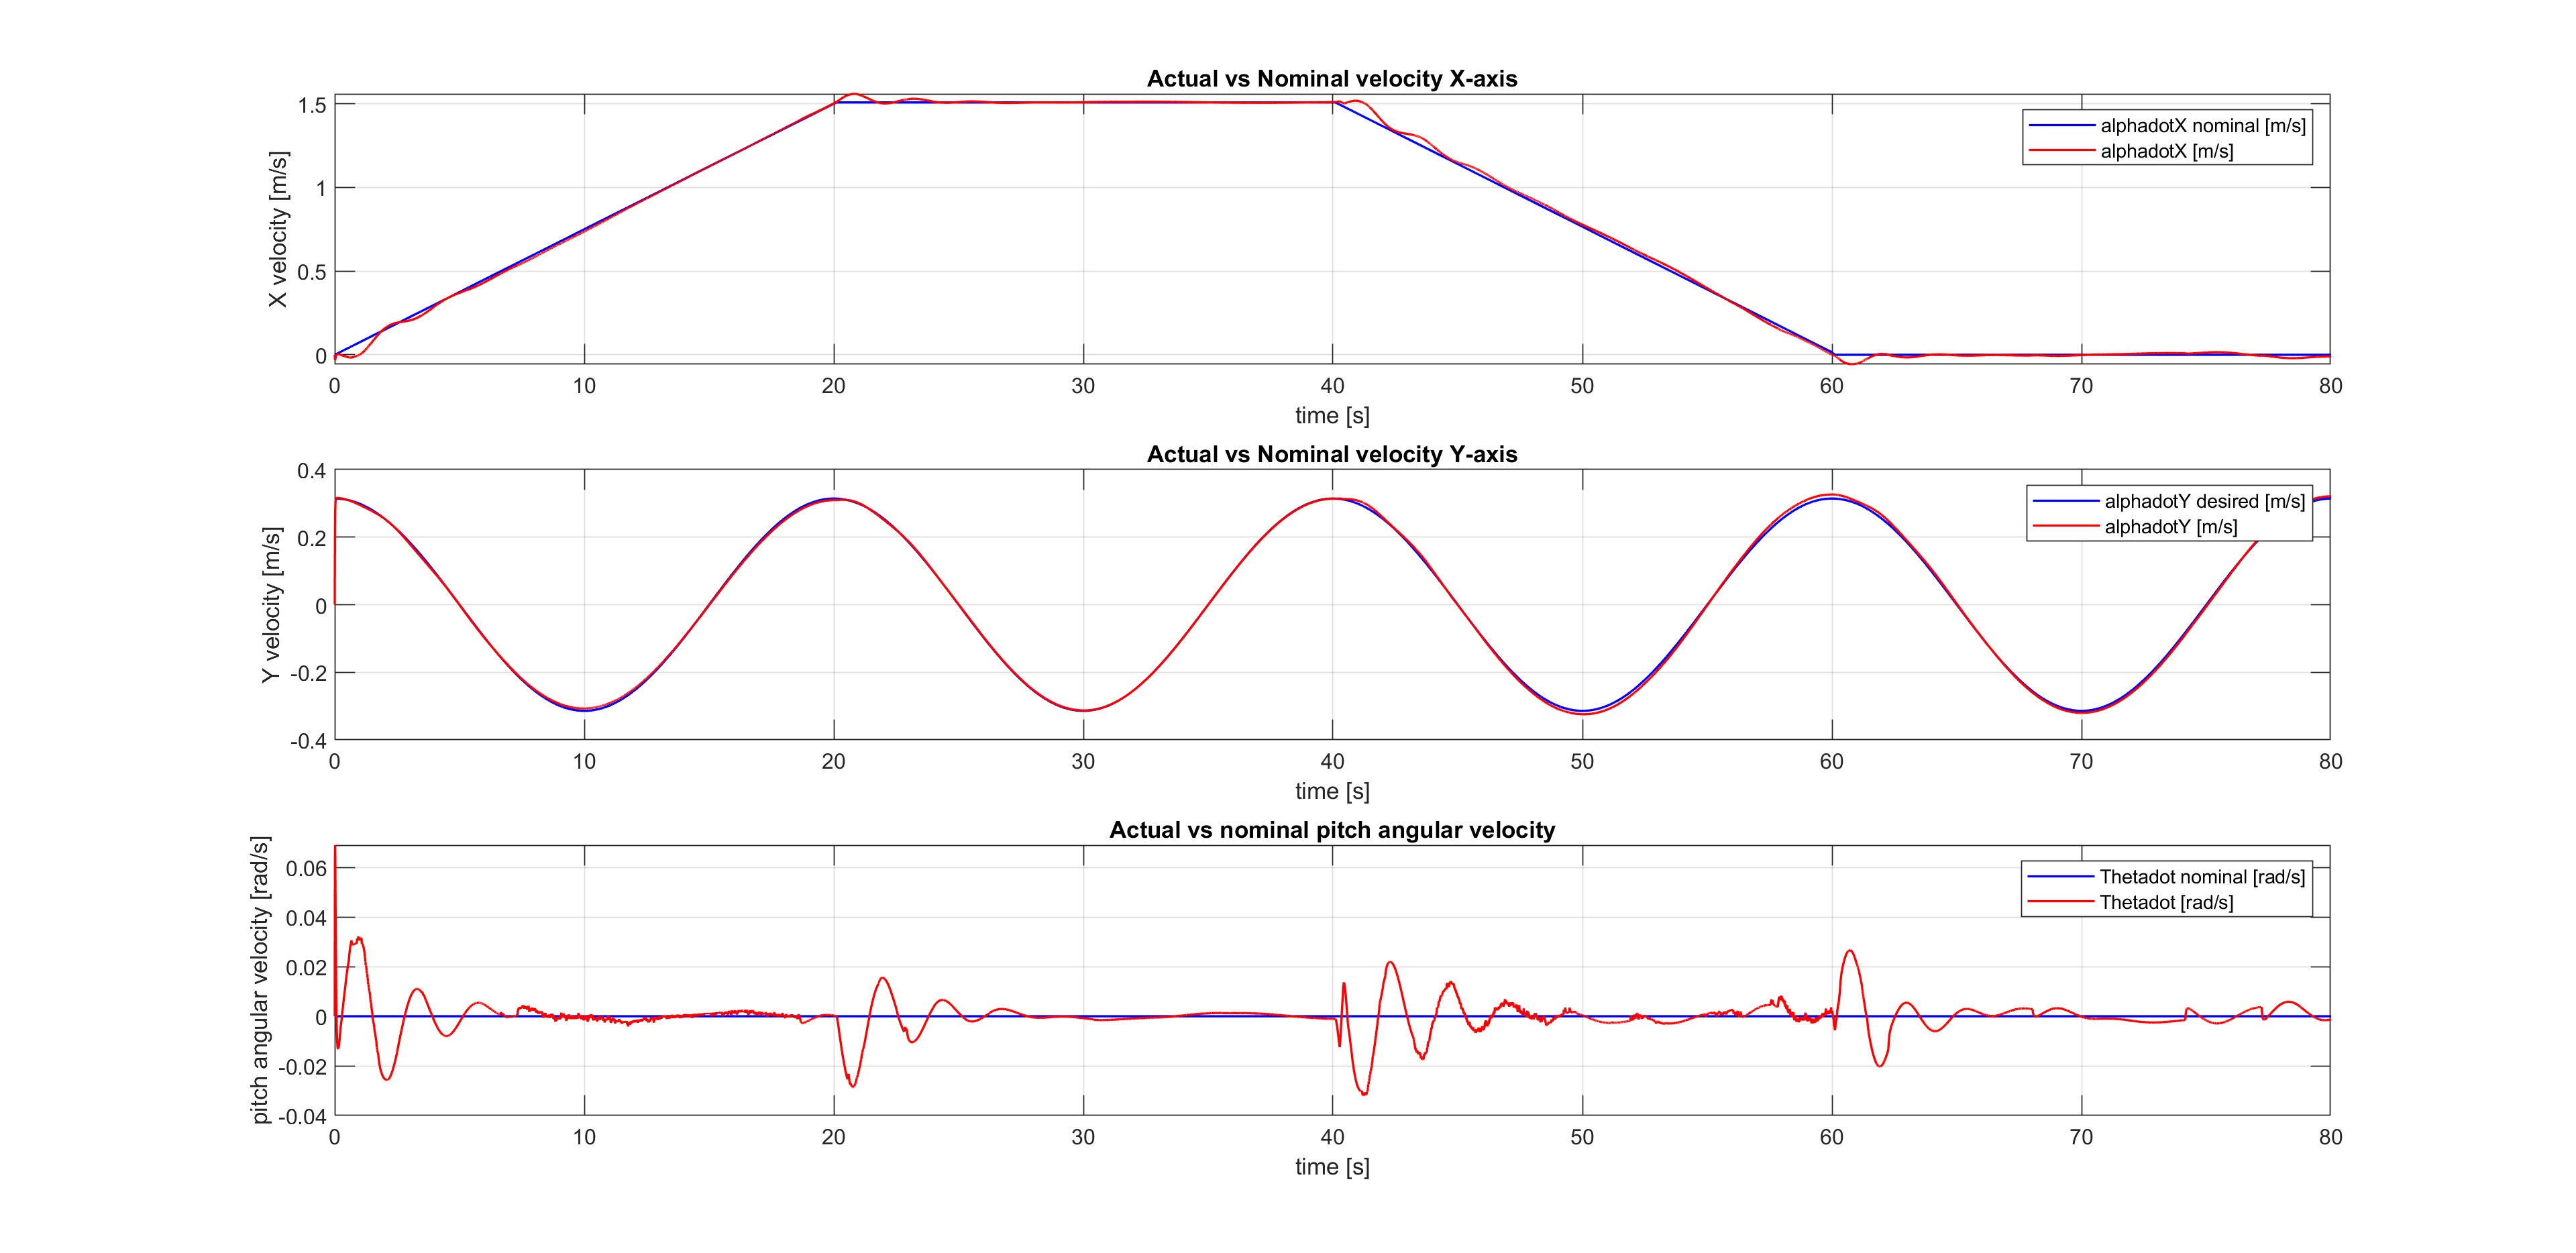 Actual vs Nominal velocity X-axis
1.5
1
0.5
0
X velocity [m/s]
alphadotX nominal [m/s]
alphadotX [m/s]
0 10 20 30 40 50 60 70 80
time [s]
Actual vs Nominal velocity Y-axis
0.4
0.2
0
-0.2
-0.4
Y velocity [m/s]
alphadotY desired [m/s]
alphadotY [m/s]
0 10 20 30 40 50 60 70 80
time [s]
Actual vs nominal pitch angular velocity
0.06
0.04
0.02
0
-0.02
-0.04
pitch angular velocity [rad/s]
Thetadot nominal [rad/s]
Thetadot [rad/s]
0 10 20 30 40 50 60 70 80
time [s]